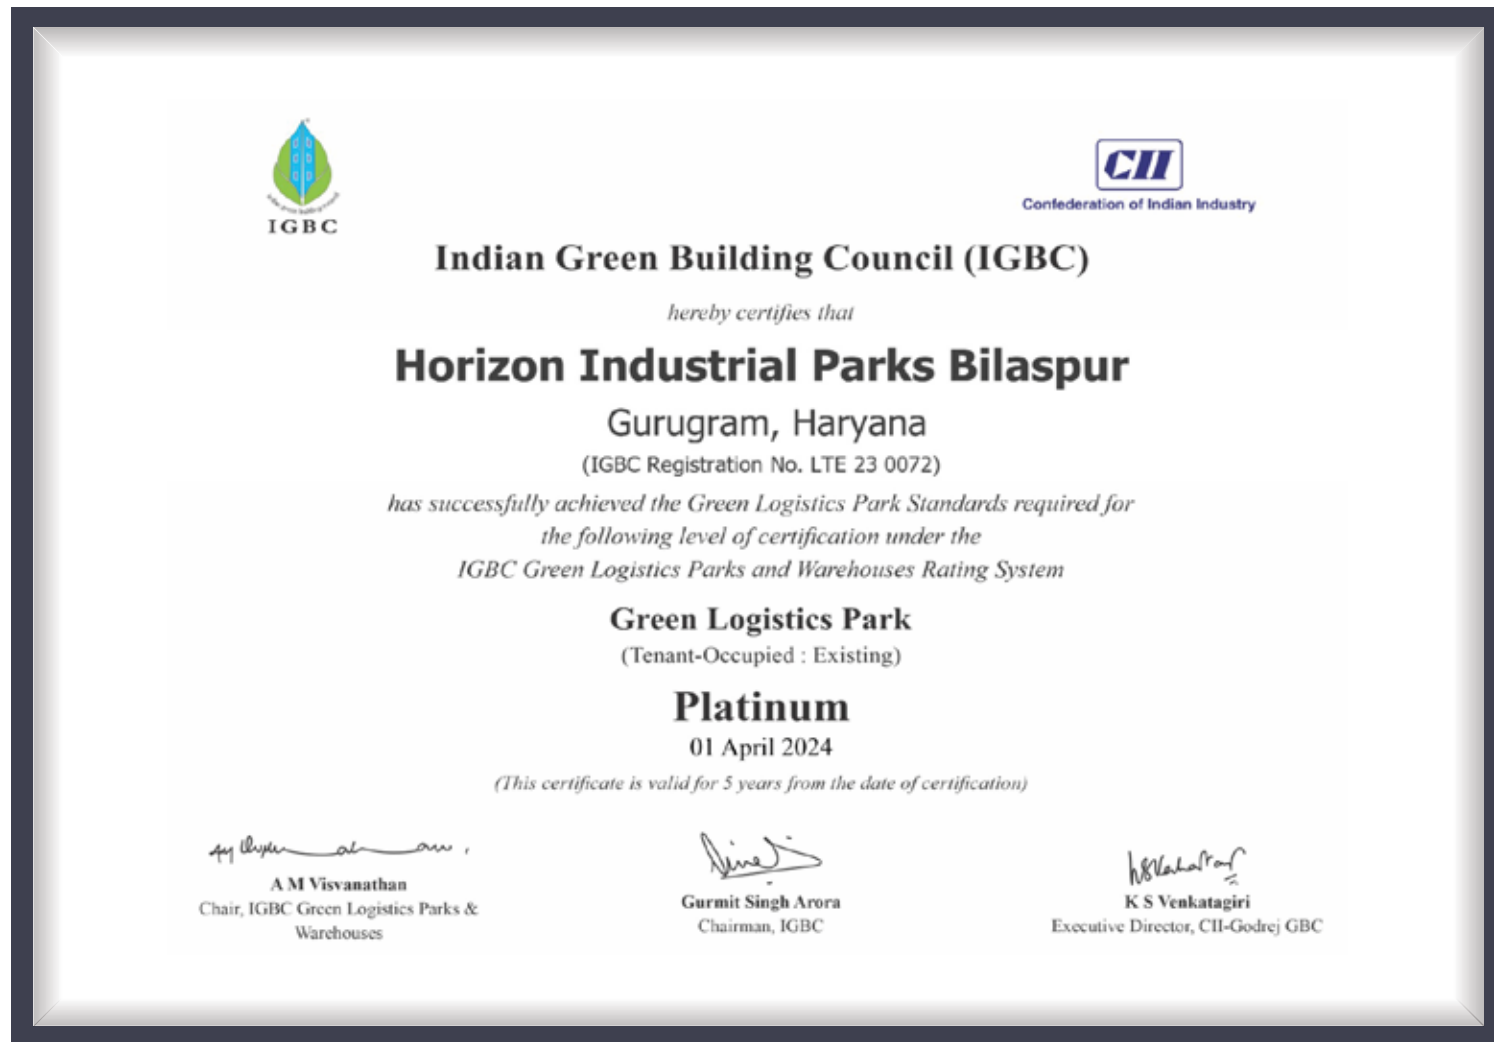 IGBC
CII
Confederation of Indian Industry
Indian Green Building Council (IGBC)
hereby certifies that
Horizon Industrial Parks Bilaspur
Gurugram, Haryana
(IGBC Registration No. LTE 23 0072)
has successfully achieved the Green Logistics Park Standards required for
the following level of certification under the
IGBC Green Logistics Parks and Warehouses Rating System
Green Logistics Park
(Tenant-Occupied : Existing)
Platinum
01 April 2024
(This certificate is valid for 5 years from the date of certification)
A M Visvanathan
Chair, IGBC Green Logistics Parks &
Warehouses
Gurmit Singh Arora
Chairman, IGBC
K S Venkatagiri
Executive Director, CII-Godrej GBC